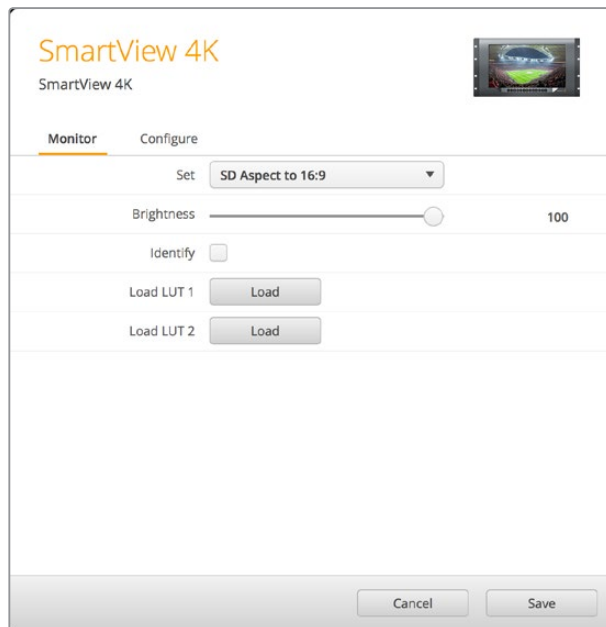 SmartView 4K
SmartView 4K
Monitor Configure
Set SD Aspect to 16:9
Brightness 100
Identify
Load LUT 1 Load
Load LUT 2 Load
Cancel Save